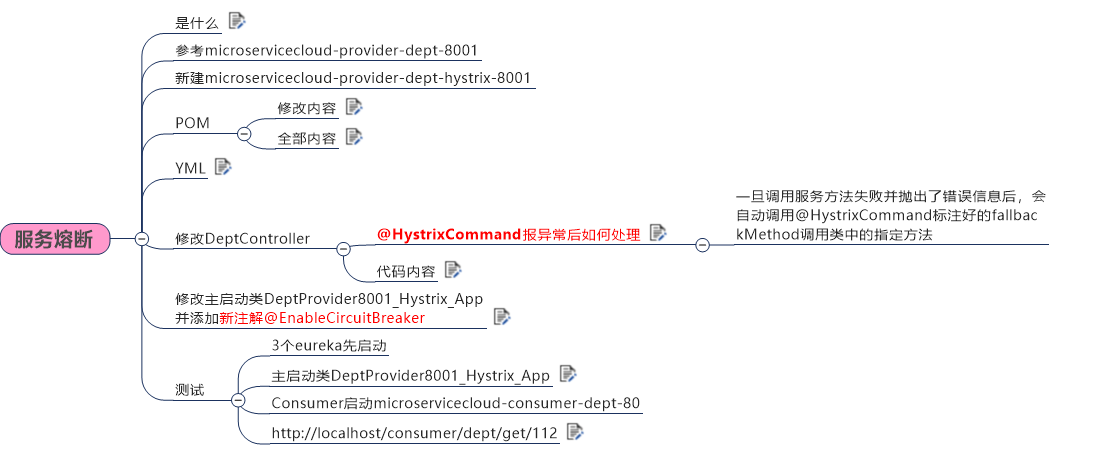 是什么
参考microservicecloud-provider-dept-8001
新建microservicecloud-provider-dept-hystrix-8001
POM
修改内容
全部内容
YML
服务熔断
修改DeptController
@HystrixCommand报异常后如何处理
一旦调用服务方法失败并抛出了错误信息后，会
自动调用@HystrixCommand标注好的fallbac
kMethod调用类中的指定方法
代码内容
修改主启动类DeptProvider8001_Hystrix_App
并添加新注解@EnableCircuitBreaker
测试
3个eureka先启动
主启动类DeptProvider8001_Hystrix_App
Consumer启动microservicecloud-consumer-dept-80
http://localhost/consumer/dept/get/112